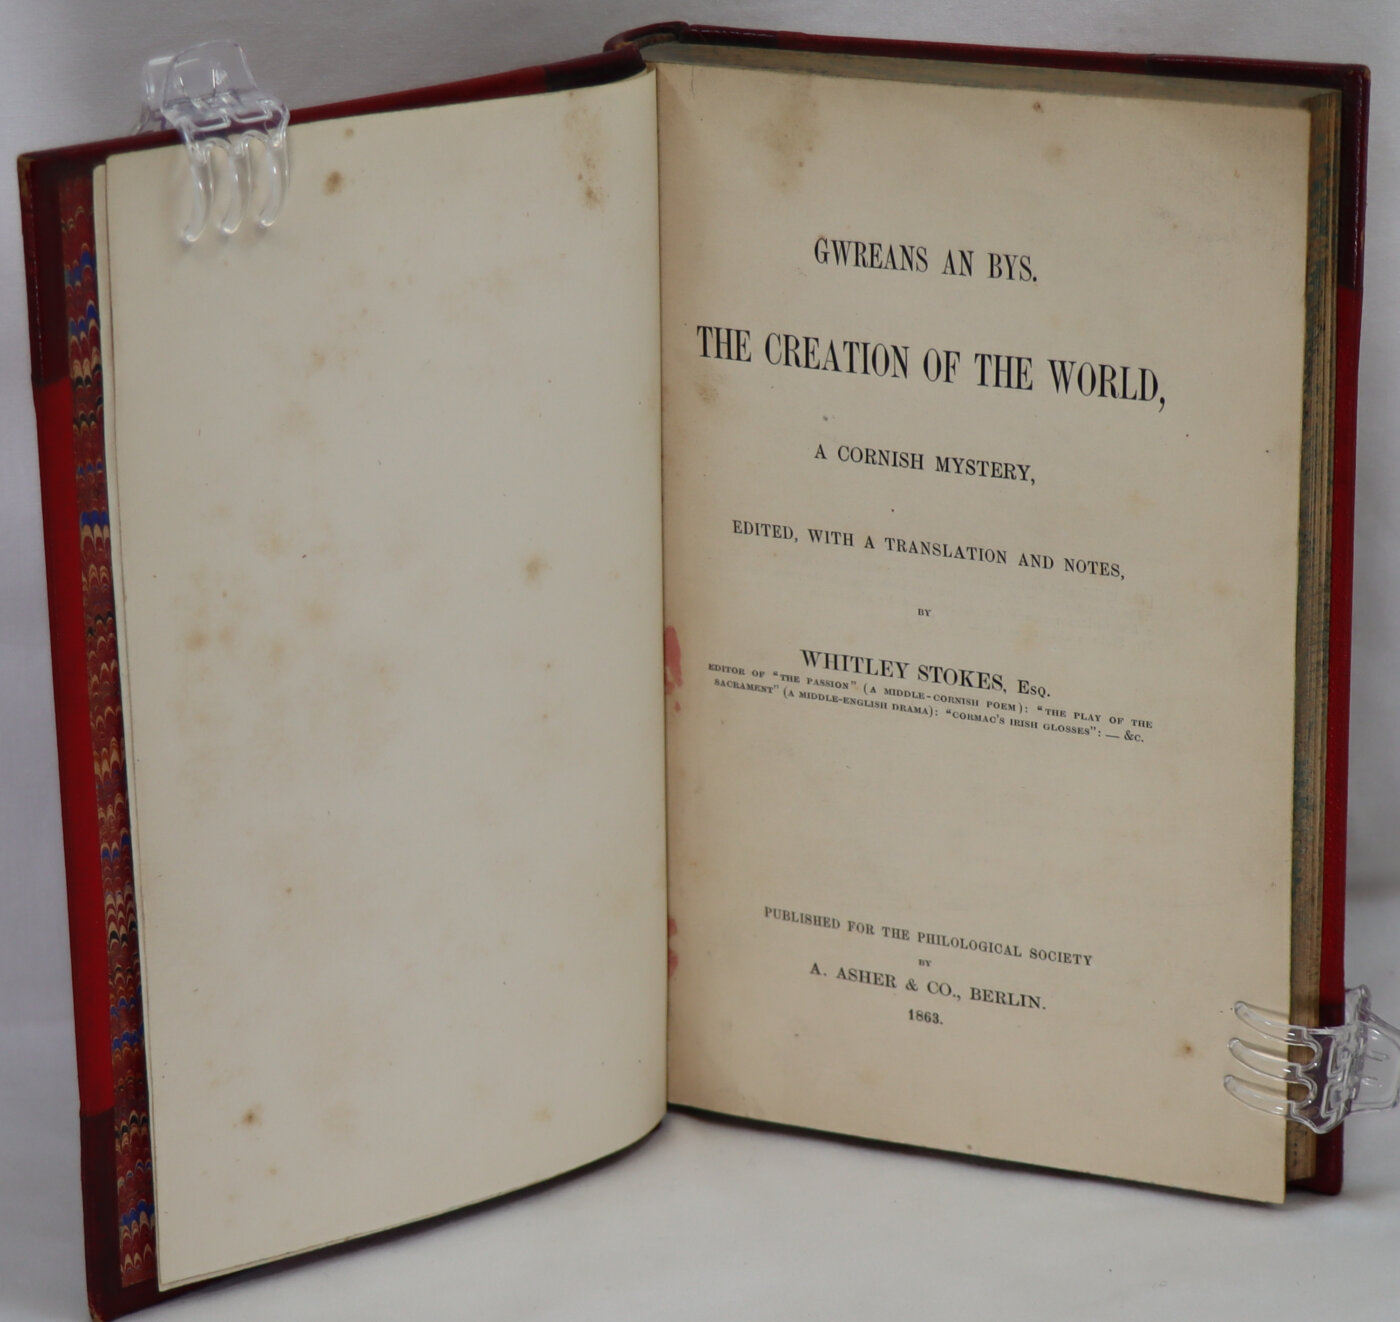 GWREANS AN BYS.
THE CREATION OF THE WORLD,
A CORNISH MYSTERY,
EDITED, WITH A TRANSLATION AND NOTES,
BY
WHITLEY STOKES, ESQ.
EDITOR OF “THE PASSION” (A MIDDLE-CORNISH POEM): “THE PLAY OF THE
SACRAMENT” (A MIDDLE-ENGLISH DRAMA): “CORMAC'S IRISH GLOSSES”: — &C.
PUBLISHED FOR THE PHILOLOGICAL SOCIETY
BY
A. ASHER & CO., BERLIN.
1863.